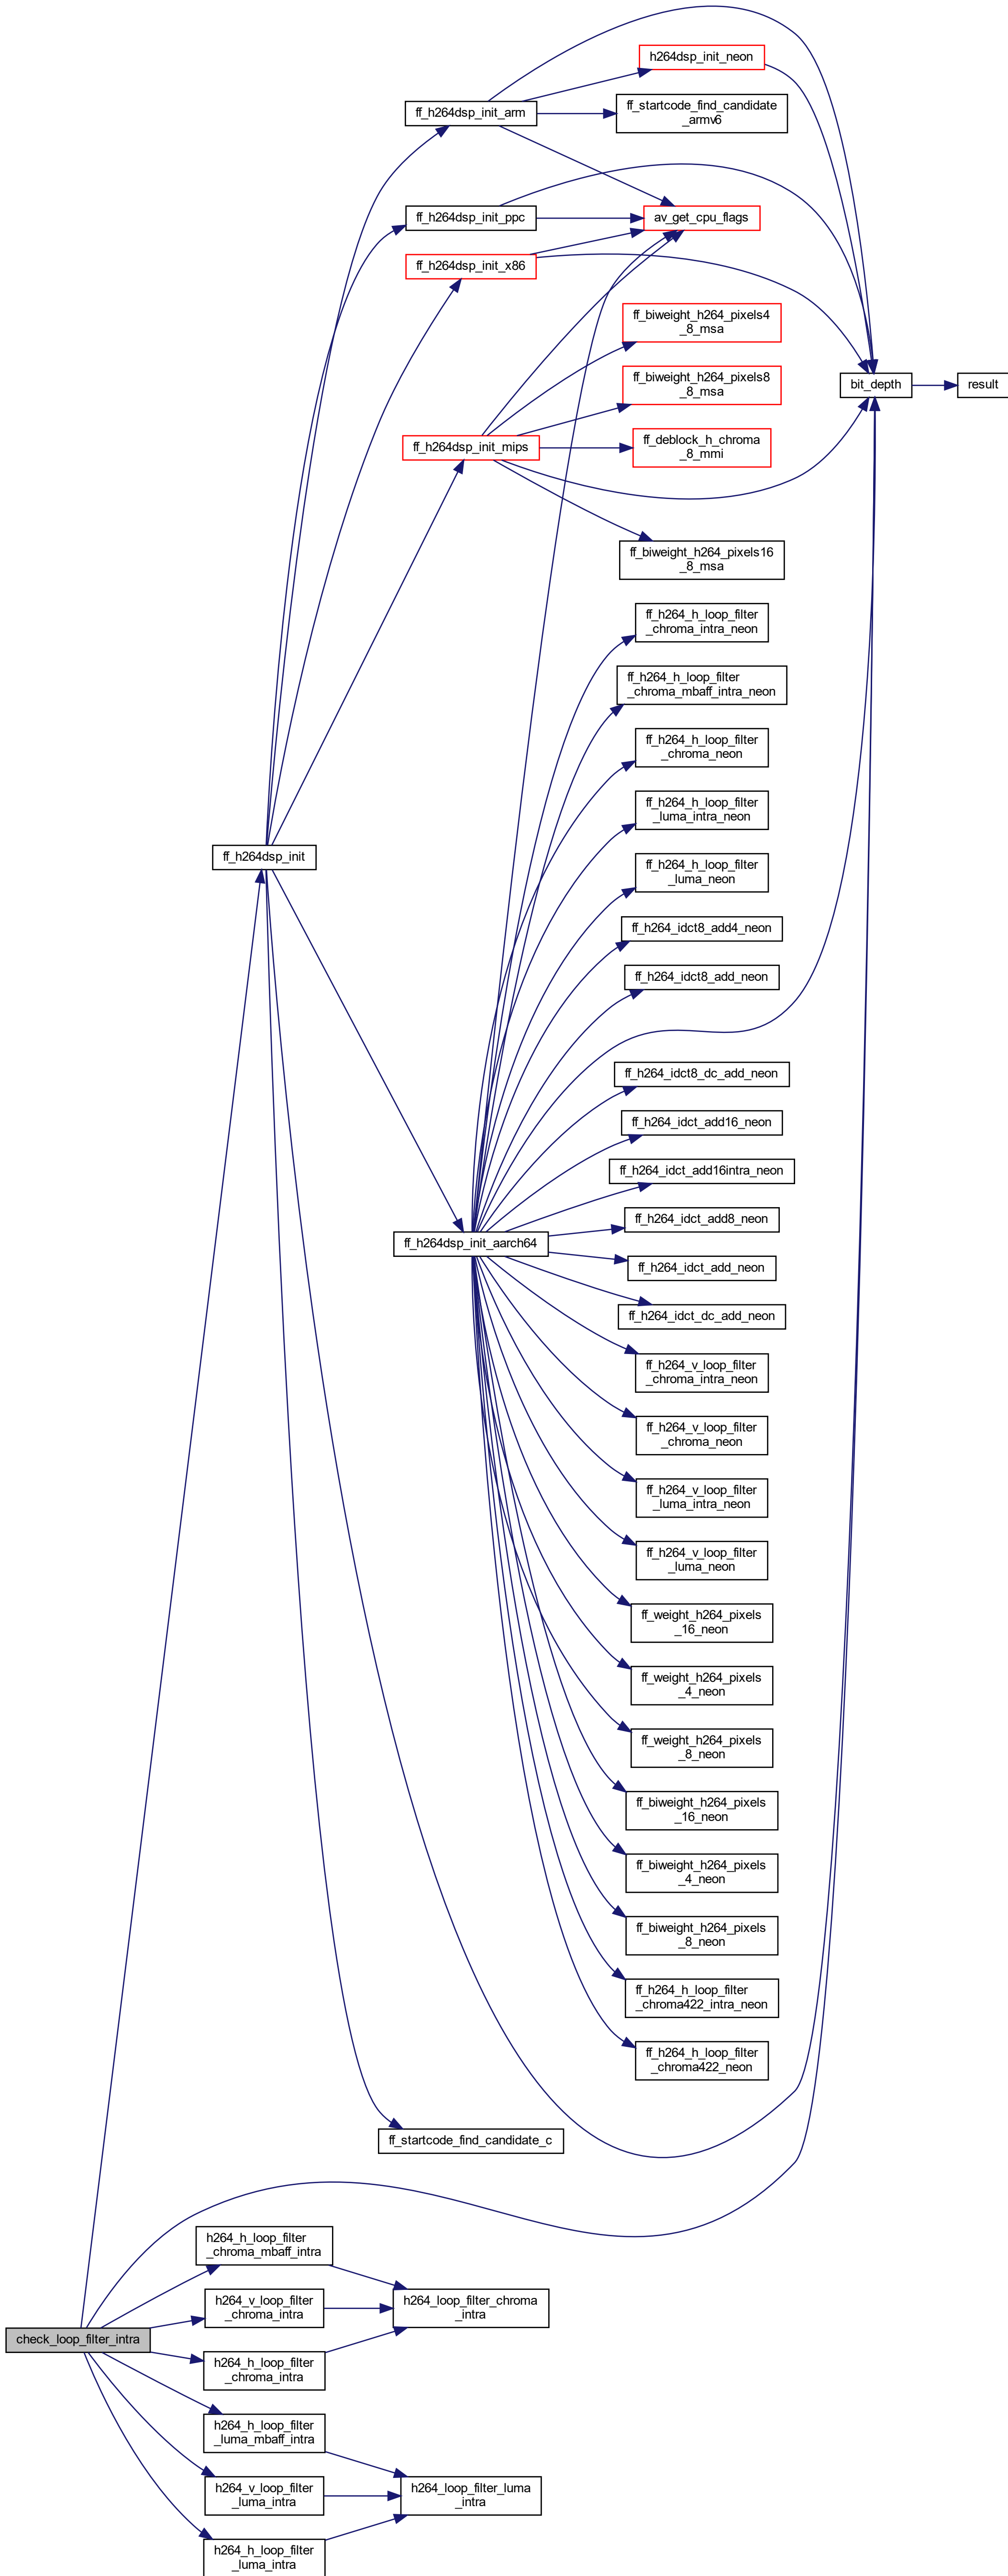 h264dsp_init_neon
ff_h264dsp_init_arm
ff_startcode_find_candidate
_armv6
ff_h264dsp_init_ppc
av_get_cpu_flags
ff_h264dsp_init_x86
ff_biweight_h264_pixels4
_8_msa
bit_depth
result
ff_biweight_h264_pixels8
_8_msa
ff_h264dsp_init_mips
ff_deblock_h_chroma
_8_mmi
ff_biweight_h264_pixels16
_8_msa
ff_h264_h_loop_filter
_chroma_intra_neon
ff_h264_h_loop_filter
_chroma_mbaff_intra_neon
ff_h264_h_loop_filter
_chroma_neon
ff_h264_h_loop_filter
_luma_intra_neon
ff_h264dsp_init
ff_h264_h_loop_filter
_luma_neon
ff_h264_idct8_add4_neon
ff_h264_idct8_add_neon
ff_h264_idct8_dc_add_neon
ff_h264_idct_add16_neon
ff_h264_idct_add16intra_neon
ff_h264_idct_add8_neon
ff_h264dsp_init_aarch64
ff_h264_idct_add_neon
ff_h264_idct_dc_add_neon
ff_h264_v_loop_filter
_chroma_intra_neon
ff_h264_v_loop_filter
_chroma_neon
ff_h264_v_loop_filter
_luma_intra_neon
ff_h264_v_loop_filter
_luma_neon
ff_weight_h264_pixels
_16_neon
ff_weight_h264_pixels
_4_neon
ff_weight_h264_pixels
_8_neon
ff_biweight_h264_pixels
_16_neon
ff_biweight_h264_pixels
_4_neon
ff_biweight_h264_pixels
_8_neon
ff_h264_h_loop_filter
_chroma422_intra_neon
ff_h264_h_loop_filter
_chroma422_neon
ff_startcode_find_candidate_c
h264_h_loop_filter
_chroma_mbaff_intra
h264_v_loop_filter
_chroma_intra
h264_loop_filter_chroma
_intra
check_loop_filter_intra
h264_h_loop_filter
_chroma_intra
h264_h_loop_filter
_luma_mbaff_intra
h264_v_loop_filter
_luma_intra
h264_loop_filter_luma
_intra
h264_h_loop_filter
_luma_intra